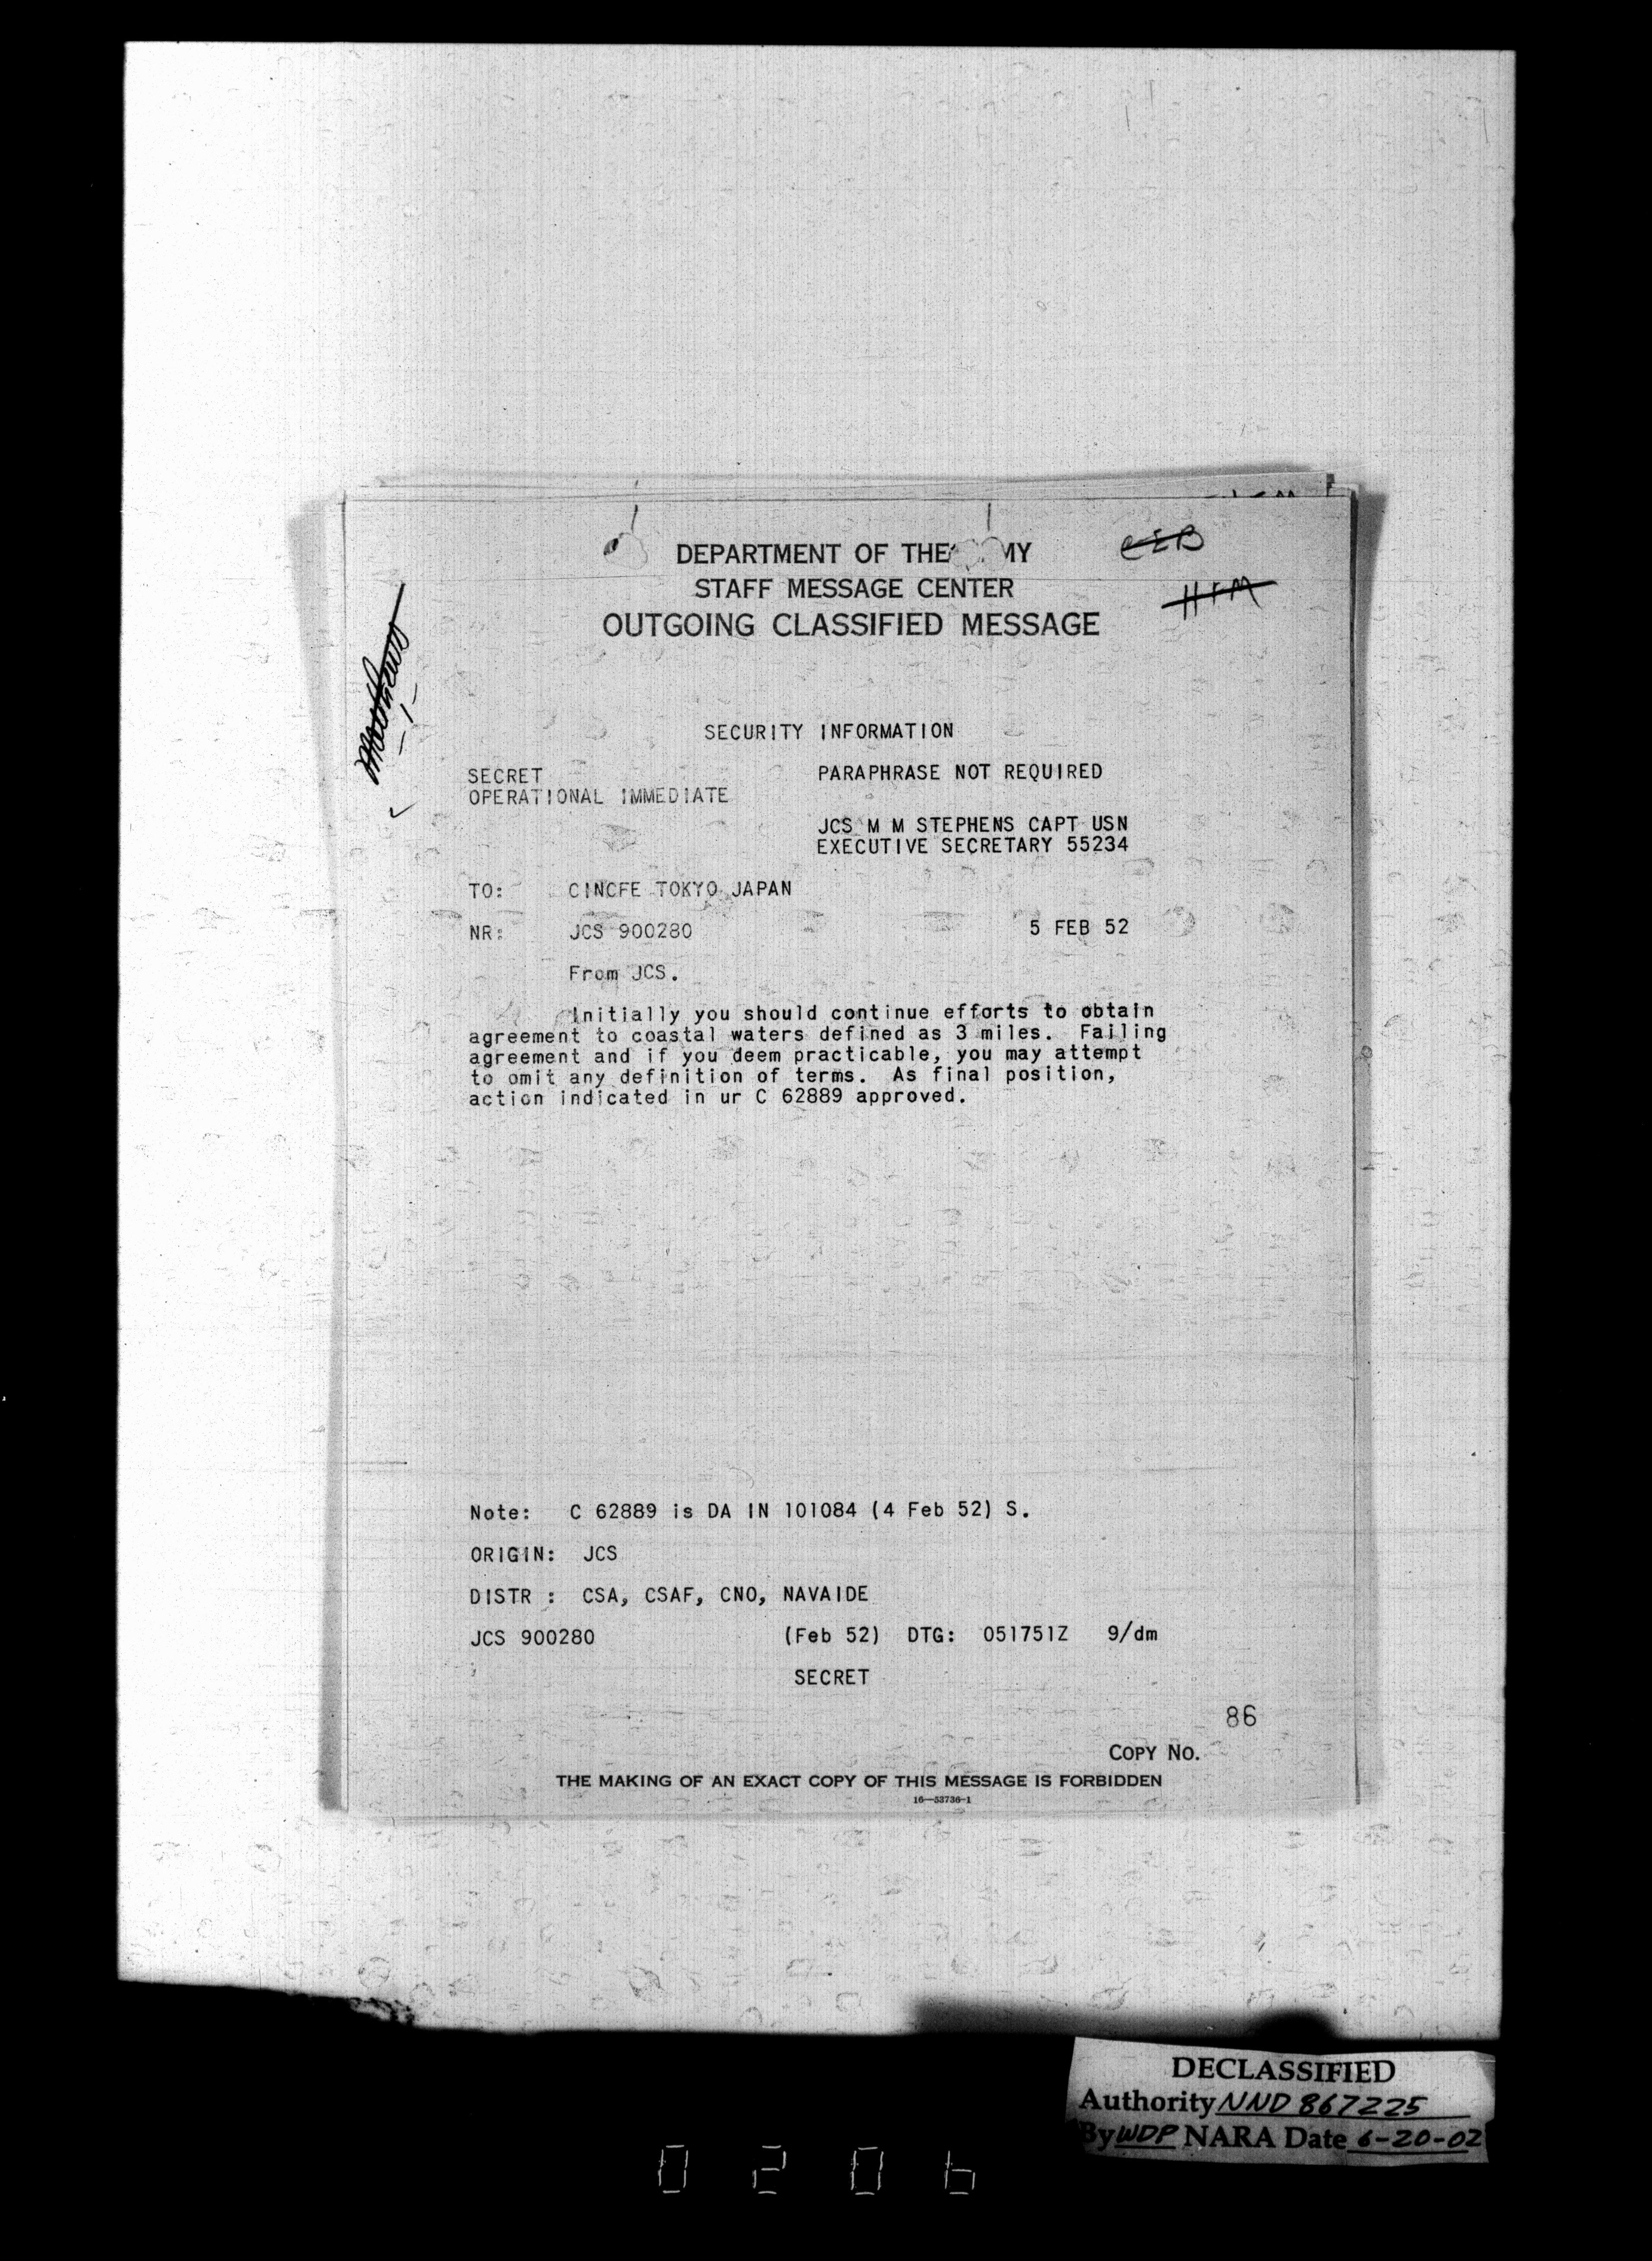 DEPARTMENT OF THE MY
STAFF MESSAGE CENTER
OUTGOING CLASSIFIED MESSAGE
CEB
HFM
Matthews
SECURITY INFORMATION
SECRET PARAPHRASE NOT REQUIRED
OPERATIONAL IMMEDIATE
JCS M M STEPHENS CAPT USN
EXECUTIVE SECRETARY 55234
TO: CINCFE TOKYO JAPAN
NR: JCS 900280 5 FEB 52
From JCS.
Initially you should continue efforts to obtain
agreement to coastal waters defined as 3 miles. Failing
agreement and if you deem practicable, you may attempt
to omit any definition of terms. As final position,
action indicated in ur C 62889 approved.
Note: C 62889 is DA IN 101084 (4 Feb 52) S.
ORIGIN: JCS
DISTR : CSA, CSAF, CNO, NAVAIDE
JCS 900280 (Feb 52) DTG: 051751Z 9/dm
SECRET
86
COPY NO.
THE MAKING OF AN EXACT COPY OF THIS MESSAGE IS FORBIDDEN
16—53736-1
DECLASSIFIED
Authority NND 867225
By WDP NARA Date 6-20-02
0206